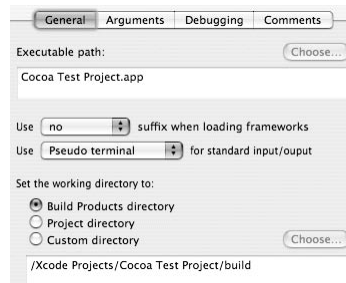 General Arguments Debugging Comments
Executable path: Choose...
Cocoa Test Project.app
Use no suffix when loading frameworks
Use Pseudo terminal for standard input/ouput
Set the working directory to:
Build Products directory
Project directory
Custom directory Choose...
/Xcode Projects/Cocoa Test Project/build